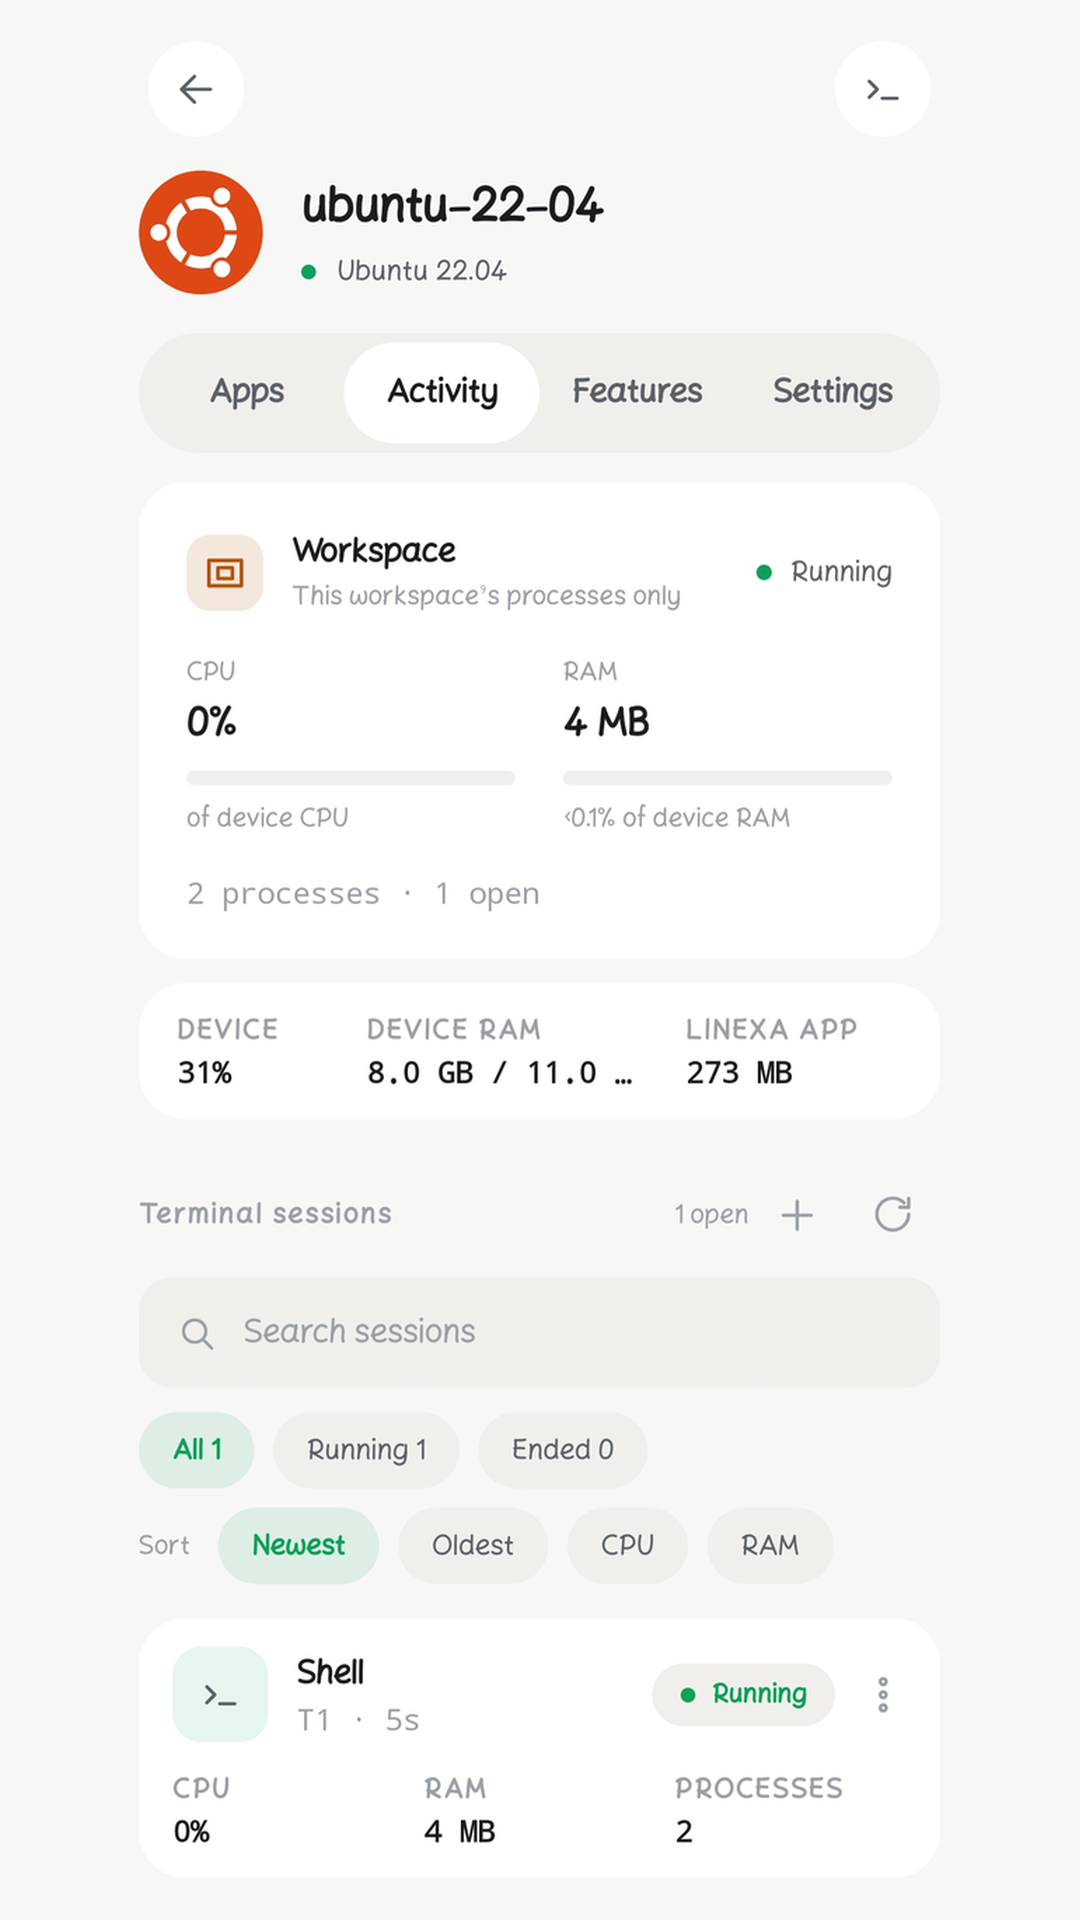 ubuntu-22-04
Ubuntu 22.04
Apps Activity Features Settings
Workspace
This workspace's processes only
Running
CPU RAM
0% 4 MB
of device CPU <0.1% of device RAM
2 processes · 1 open
DEVICE DEVICE RAM LINEXA APP
31% 8.0 GB / 11.0 … 273 MB
Terminal sessions 1 open
Search sessions
All 1 Running 1 Ended 0
Sort Newest Oldest CPU RAM
Shell
T1 · 5s
Running
CPU RAM PROCESSES
0% 4 MB 2